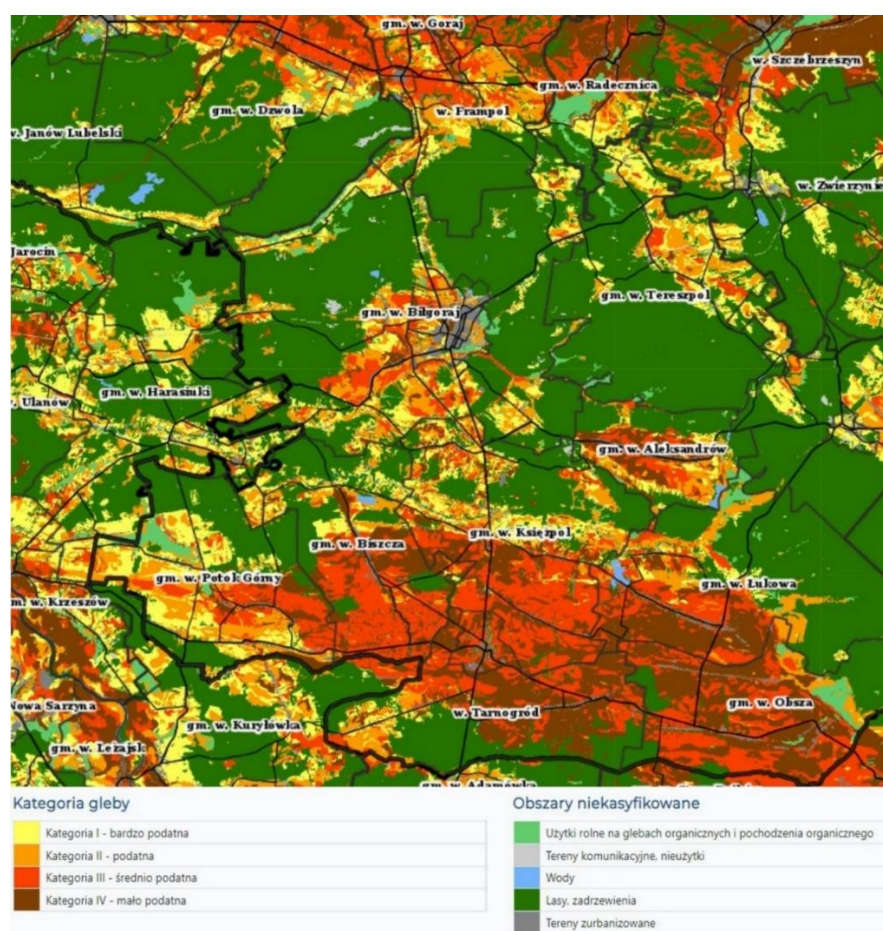 gm. w. Goraj
w. Szczebrzeszyn
gm. w. Radecznica
gm. w. Dzwola
w. Frampol
w. Janów Lubelski
w. Zwierzynie
Jarocin
gm. w. Tereszpol
gm. w. Biłgoraj
gm. w. Harasiuki
w. Ulanów
gm. w. Aleksandrów
gm. w. Księżpol
gm. w. Biszcza
gm. w. Potok Górny
gm. w. Łukowa
m. w. Krzeszów
Nowa Sarzyna
gm. w. Obsza
w. Tarnogród
gm. w. Kuryłówka
gm. w. Leżajsk
gm. w. Adamówka
Kategoria gleby
Kategoria I - bardzo podatna
Kategoria II - podatna
Kategoria III - średnio podatna
Kategoria IV - mało podatna
Obszary niekasyfikowane
Użytki rolne na glebach organicznych i pochodzenia organicznego
Tereny komunikacyjne, nieużytki
Wody
Lasy, zadrzewienia
Tereny zurbanizowane